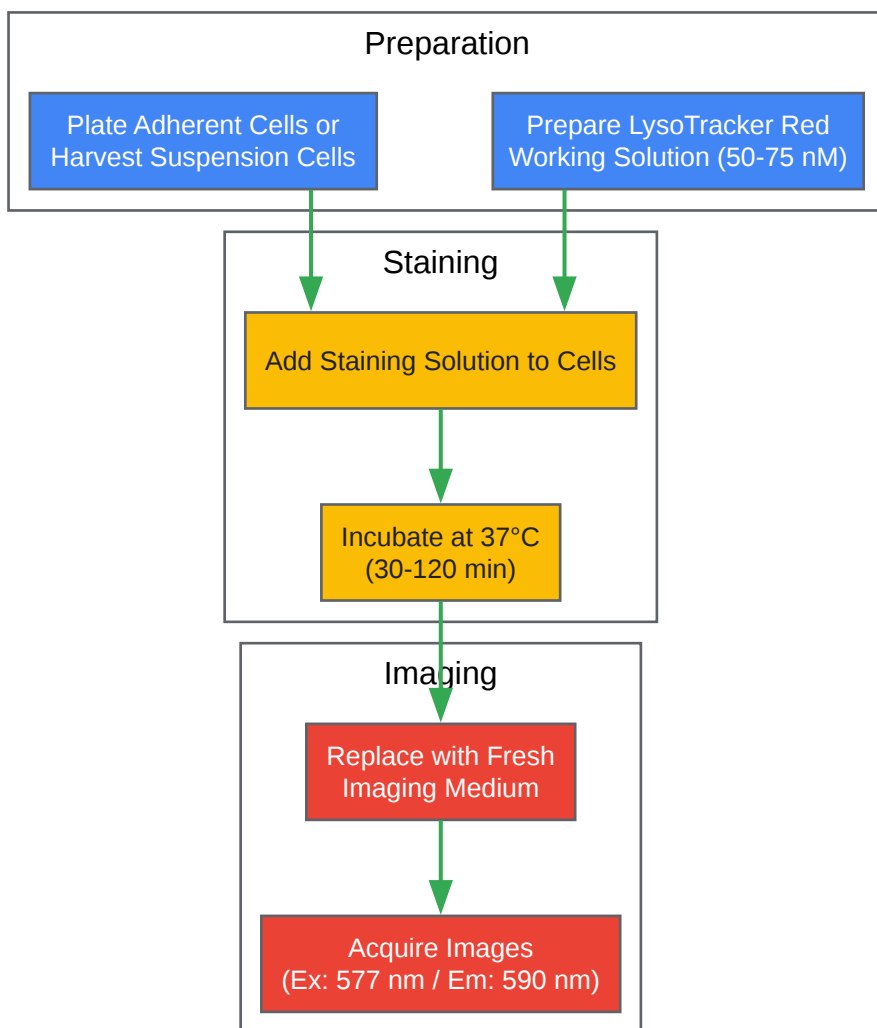 Preparation
Plate Adherent Cells or
Harvest Suspension Cells
Prepare LysoTracker Red
Working Solution (50-75 nM)
Staining
Add Staining Solution to Cells
Incubate at 37°C
(30-120 min)
Imaging
Replace with Fresh
Imaging Medium
Acquire Images
(Ex: 577 nm / Em: 590 nm)